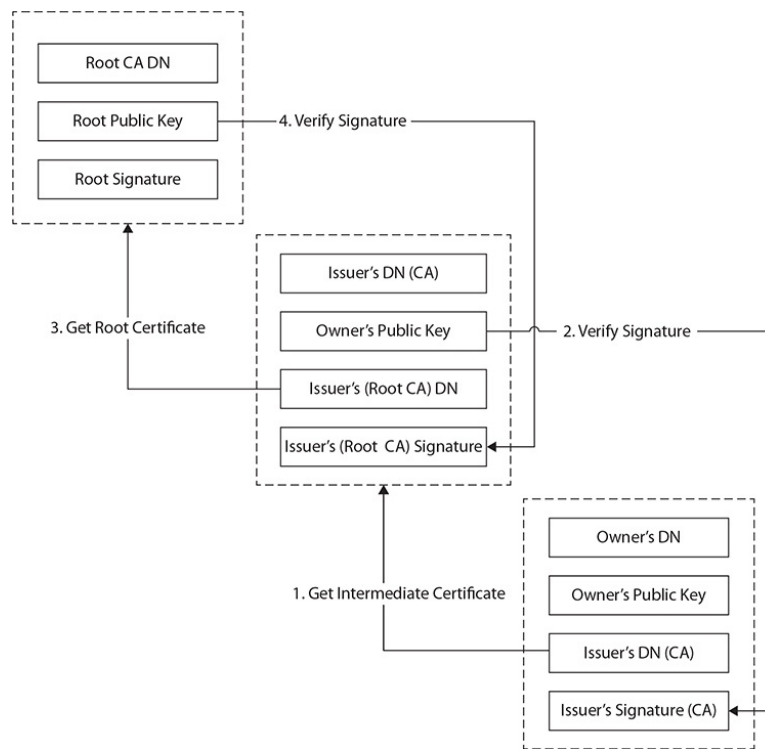 Root CA DN
Root Public Key
4. Verify Signature
Root Signature
Issuer's DN (CA)
3. Get Root Certificate
Owner's Public Key
2. Verify Signature
Issuer's (Root CA) DN
Issuer's (Root CA) Signature
Owner's DN
1. Get Intermediate Certificate
Owner's Public Key
Issuer's DN (CA)
Issuer's Signature (CA)